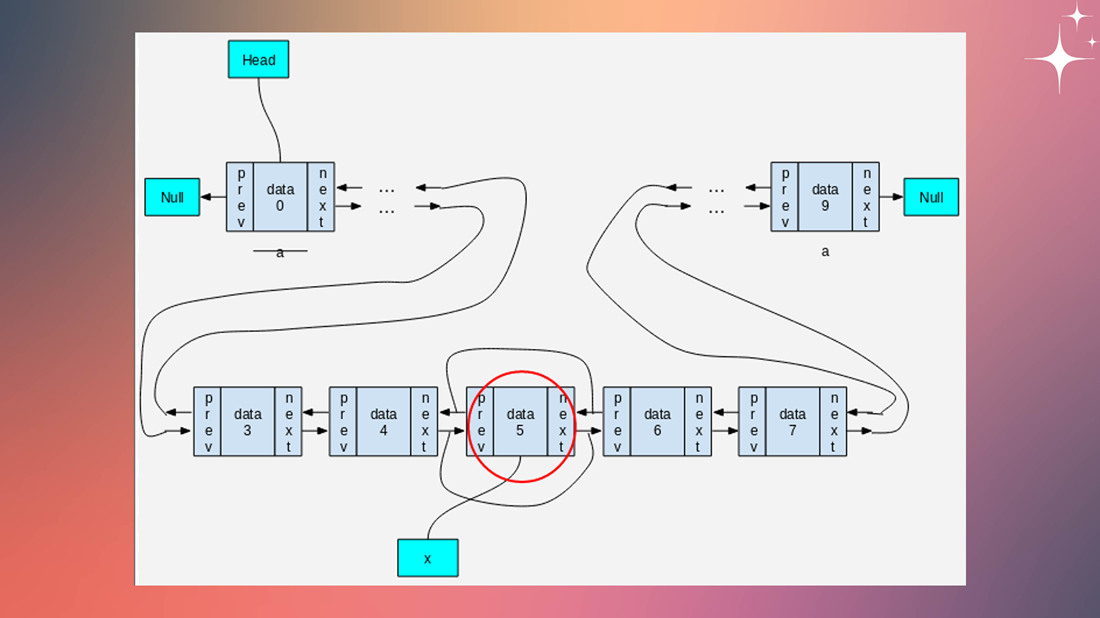 Head
Null
prev
data
0
next
...
...
...
...
prev
data
9
next
Null
a
a
prev
data
3
next
prev
data
4
next
prev
data
5
next
prev
data
6
next
prev
data
7
next
x